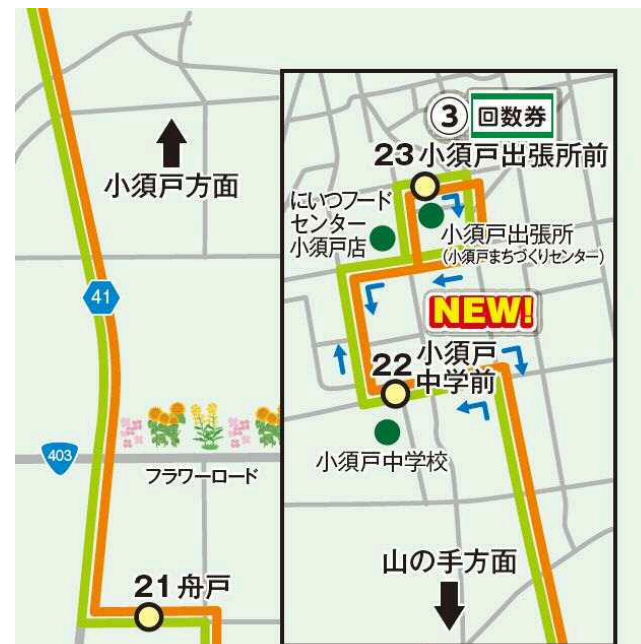 小須戸方面
41
403
フラワーロード
21 舟戸
③ 回数券
23 小須戸出張所前
にいつフード
センター
小須戸店
小須戸出張所
(小須戸まちづくりセンター)
NEW!
22 小須戸
中学前
小須戸中学校
山の手方面